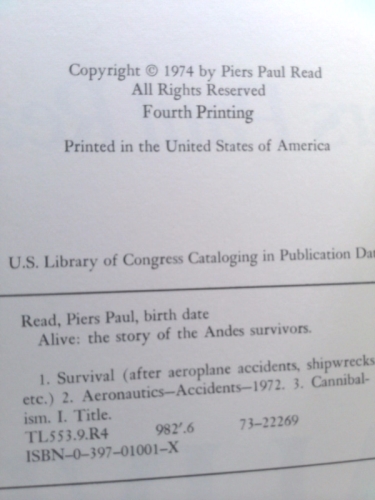 Copyright © 1974 by Piers Paul Read
All Rights Reserved
Fourth Printing
Printed in the United States of America
U.S. Library of Congress Cataloging in Publication Dat
Read, Piers Paul, birth date
Alive: the story of the Andes survivors.
1. Survival (after aeroplane accidents, shipwrecks
etc.) 2. Aeronautics—Accidents—1972. 3. Cannibal-
ism. I. Title.
TL553.9.R4 982'.6 73-22269
ISBN-0-397-01001-X